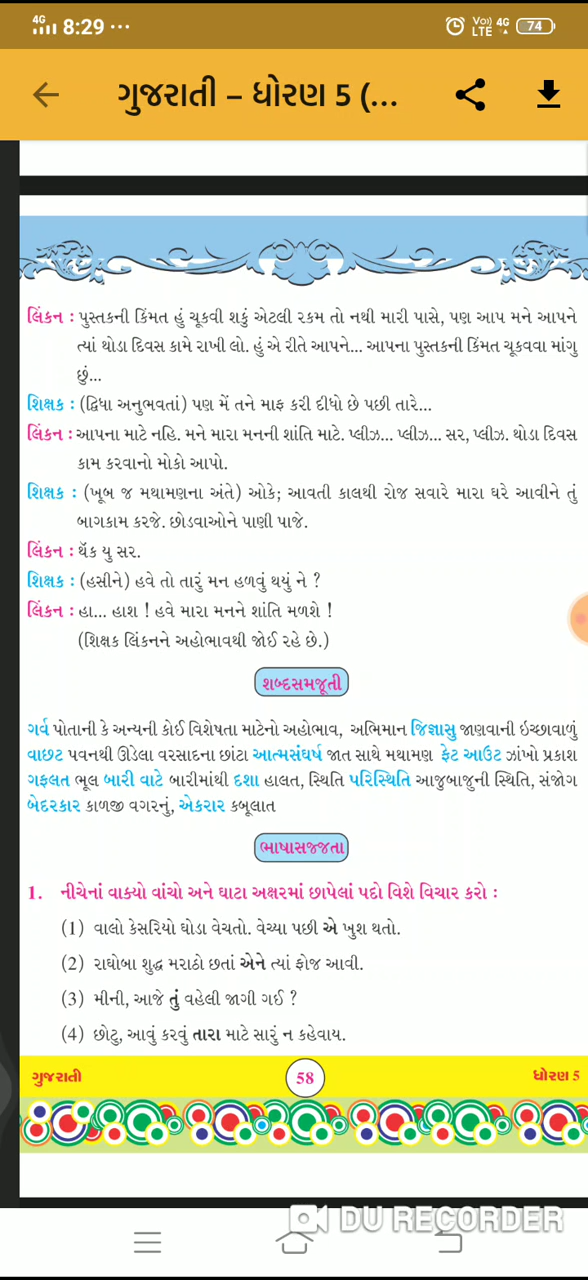 4G 8:29 ... Vo) LTE 4G 74
ગુજરાતી – ધોરણ 5 (...
લિંકન : પુસ્તકની કિંમત હું ચૂકવી શકું એટલી રકમ તો નથી મારી પાસે, પણ આપ મને આપને
ત્યાં થોડા દિવસ કામે રાખી લો. હું એ રીતે આપને... આપના પુસ્તકની કિંમત ચૂકવવા માંગુ
છું...
શિક્ષક : (દ્વિધા અનુભવતાં) પણ મેં તને માફ કરી દીધો છે પછી તારે...
લિંકન : આપના માટે નહિ. મને મારા મનની શાંતિ માટે. પ્લીઝ... પ્લીઝ... સર, પ્લીઝ. થોડા દિવસ
કામ કરવાનો મોકો આપો.
શિક્ષક : (ખૂબ જ મથામણના અંતે) ઓકે; આવતી કાલથી રોજ સવારે મારા ઘરે આવીને તું
બાગકામ કરજે. છોડવાઓને પાણી પાજે.
લિંકન : થૅંક યુ સર.
શિક્ષક : (હસીને) હવે તો તારું મન હળવું થયું ને ?
લિંકન : હા... હાશ ! હવે મારા મનને શાંતિ મળશે !
(શિક્ષક લિંકનને અહોભાવથી જોઈ રહે છે.)
શબ્દસમજૂતી
ગર્વ પોતાની કે અન્યની કોઈ વિશેષતા માટેનો અહોભાવ, અભિમાન જિજ્ઞાસુ જાણવાની ઇચ્છાવાળું
વાછટ પવનથી ઊડેલા વરસાદના છાંટા આત્મસંઘર્ષ જાત સાથે મથામણ ફેટ આઉટ ઝાંખો પ્રકાશ
ગફલત ભૂલ બારી વાટે બારીમાંથી દશા હાલત, સ્થિતિ પરિસ્થિતિ આજુબાજુની સ્થિતિ, સંજોગ
બેદરકાર કાળજી વગરનું, એકરાર કબૂલાત
ભાષાસજ્જતા
1. નીચેનાં વાક્યો વાંચો અને ઘાટા અક્ષરમાં છાપેલાં પદો વિશે વિચાર કરો :
(1) વાલો કેસરિયો ઘોડા વેચતો. વેચ્યા પછી એ ખુશ થતો.
(2) રાઘોબા શુદ્ધ મરાઠો છતાં એને ત્યાં ફોજ આવી.
(3) મીની, આજે તું વહેલી જાગી ગઈ ?
(4) છોટુ, આવું કરવું તારા માટે સારું ન કહેવાય.
ગુજરાતી 58 ધોરણ 5
DU RECORDER